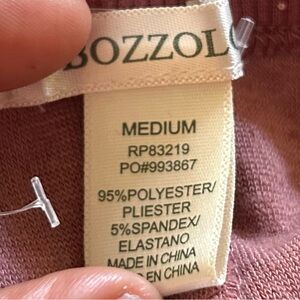 BOZZOL
MEDIUM
RP83219
PO#993867
95%POLYESTER/
PLIESTER
5%SPANDEX/
ELASTANO
MADE IN CHINA
EN CHINA